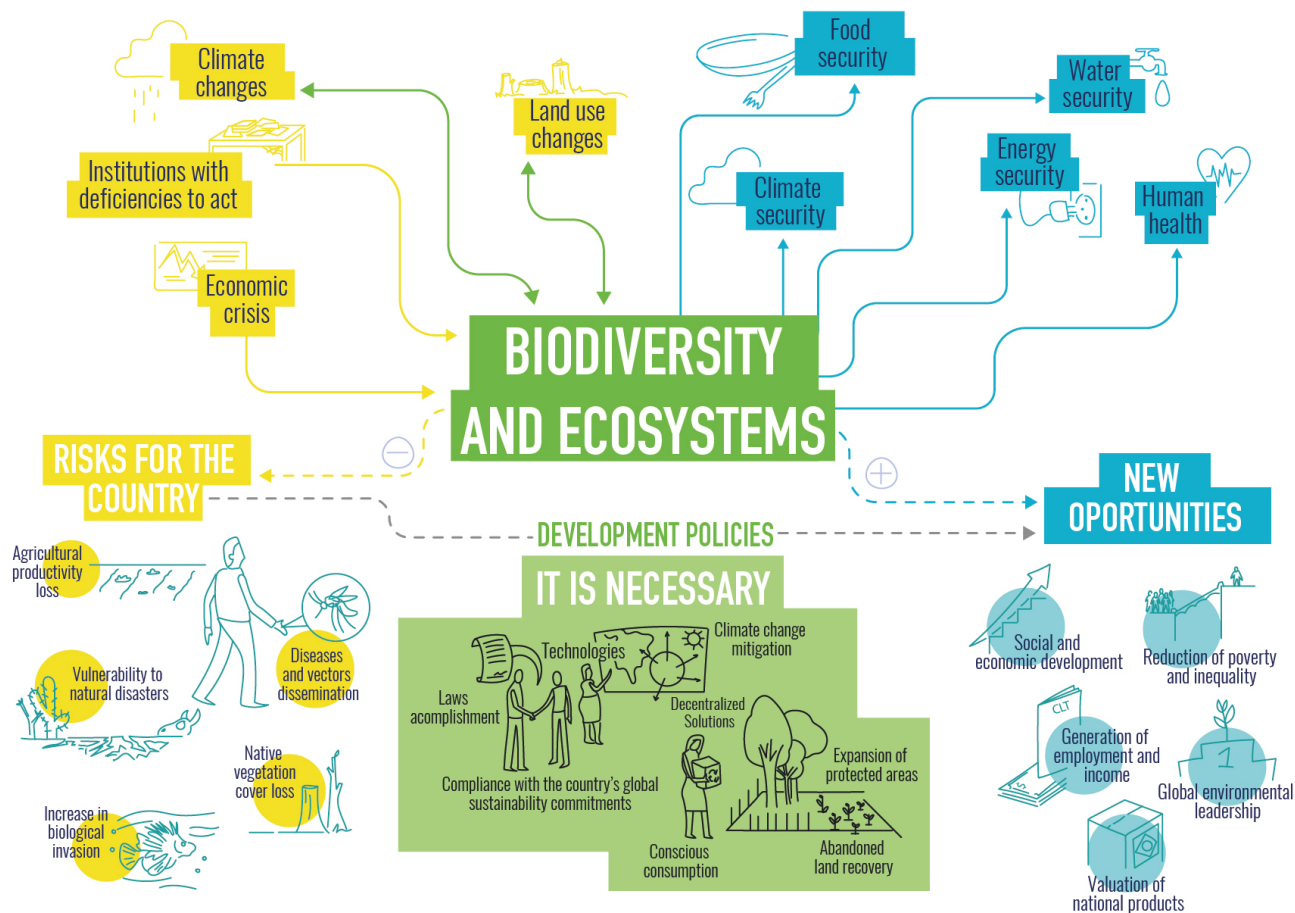 Climate
changes
Institutions with
deficiencies to act
Economic
crisis
Land use
changes
Food
security
Climate
security
Water
security
Energy
security
Human
health
BIODIVERSITY
AND ECOSYSTEMS
RISKS FOR THE
COUNTRY
Agricultural
productivity
loss
Vulnerability to
natural disasters
Diseases
and vectors
dissemination
Native
vegetation
cover loss
Increase in
biological
invasion
DEVELOPMENT POLICIES
IT IS NECESSARY
Laws
acomplishment
Technologies
Climate change
mitigation
Decentralized
Solutions
Compliance with the country's global
sustainability commitments
Expansion of
protected areas
Conscious
consumption
Abandoned
land recovery
NEW
OPORTUNITIES
Social and
economic development
Reduction of poverty
and inequality
CLT
Generation of
employment and
income
1
Global environmental
leadership
Valuation of
national products